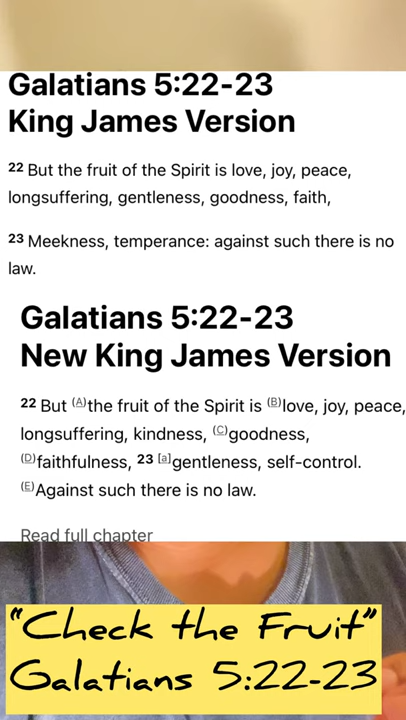 Galatians 5:22-23
King James Version
22 But the fruit of the Spirit is love, joy, peace,
longsuffering, gentleness, goodness, faith,
23 Meekness, temperance: against such there is no
law.
Galatians 5:22-23
New King James Version
22 But (A)the fruit of the Spirit is (B)love, joy, peace,
longsuffering, kindness, (C)goodness,
(D)faithfulness, 23 [a]gentleness, self-control.
(E)Against such there is no law.
Read full chapter
"Check the Fruit"
Galatians 5:22-23